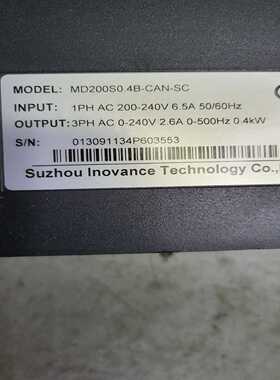 MODEL: MD200S0.4B-CAN-SC
INPUT: 1PH AC 200-240V 6.5A 50/60Hz
OUTPUT: 3PH AC 0-240V 2.6A 0-500Hz 0.4kW
S/N: 013091134P603553
Suzhou Inovance Technology Co.,